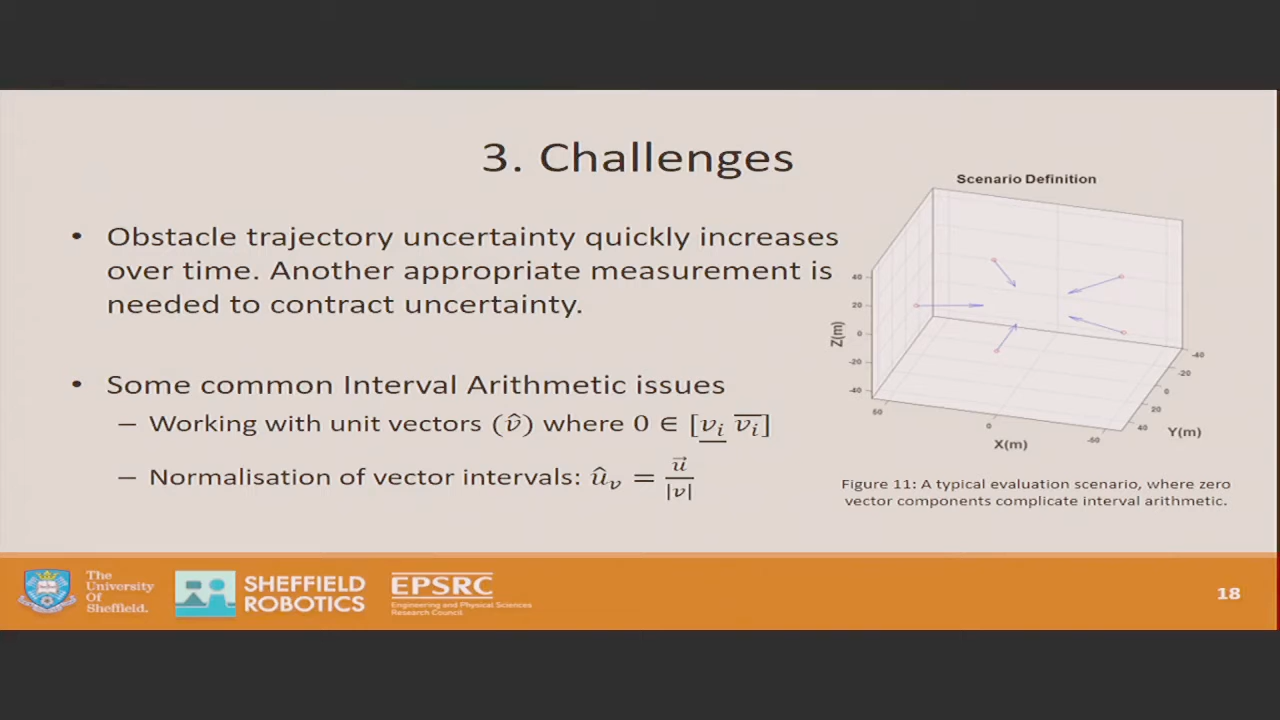 3. Challenges
• Obstacle trajectory uncertainty quickly increases
over time. Another appropriate measurement is
needed to contract uncertainty.
• Some common Interval Arithmetic issues
– Working with unit vectors (v̂) where 0 ∈ [v̲ᵢ v̅ᵢ]
– Normalisation of vector intervals: û_v = u⃗ / |v|
Scenario Definition
40
20
0
-20
-40
Z(m)
50
0
-50
X(m)
-40
-20
0
20
40
Y(m)
Figure 11: A typical evaluation scenario, where zero
vector components complicate interval arithmetic.
The
University
Of
Sheffield.
SHEFFIELD
ROBOTICS
EPSRC
Engineering and Physical Sciences
Research Council
18